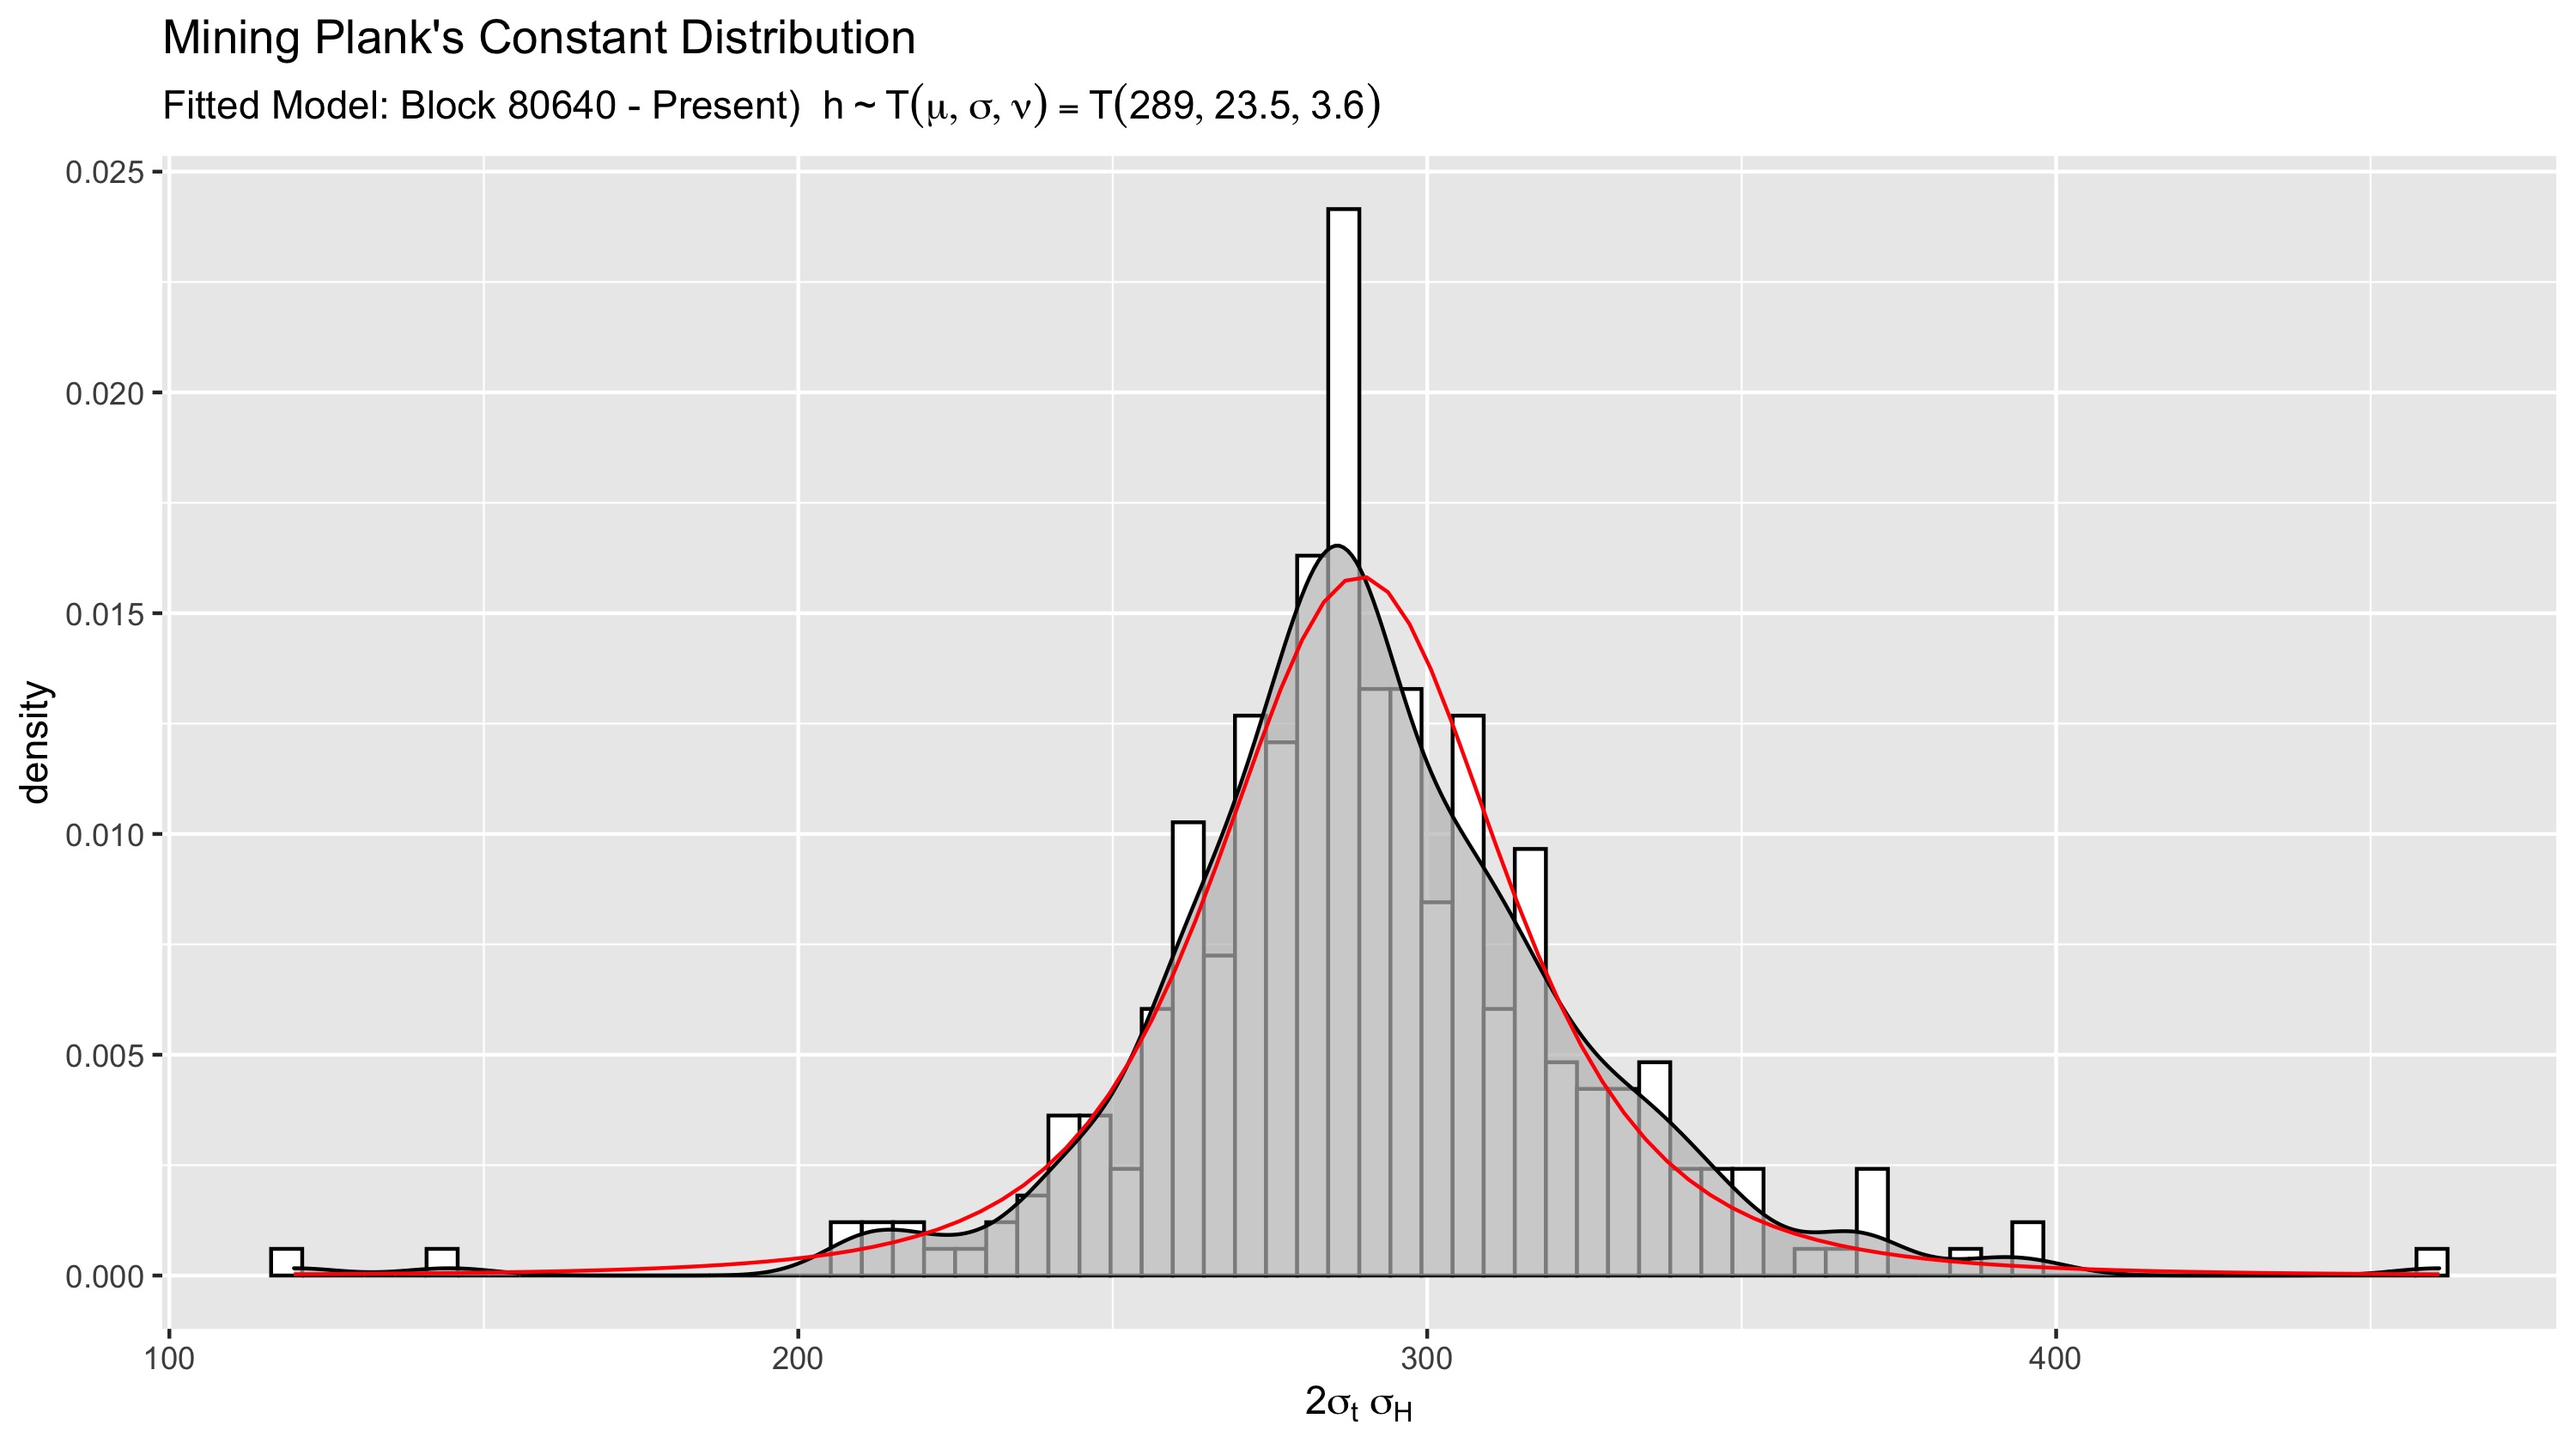 Mining Plank's Constant Distribution
Fitted Model: Block 80640 - Present)  h ~ T(μ, σ, ν) = T(289, 23.5, 3.6)
0.025
0.020
0.015
0.010
0.005
0.000
density
100 200 300 400
2σt σH